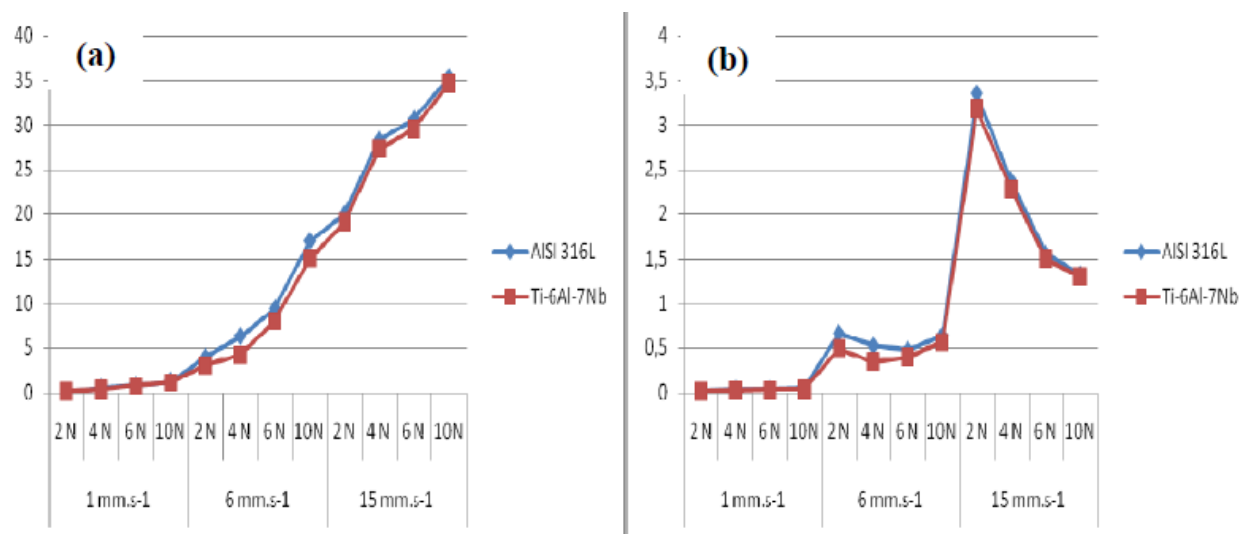 (a)
40
35
30
25
20
15
10
5
0
2 N 4 N 6 N 10N 2 N 4 N 6 N 10N 2 N 4 N 6 N 10N
1 mm.s-1 6 mm.s-1 15 mm.s-1
AISI 316L
Ti-6Al-7Nb
(b)
4
3,5
3
2,5
2
1,5
1
0,5
0
2 N 4 N 6 N 10N 2 N 4 N 6 N 10N 2 N 4 N 6 N 10N
1 mm.s-1 6 mm.s-1 15 mm.s-1
AISI 316L
Ti-6Al-7Nb